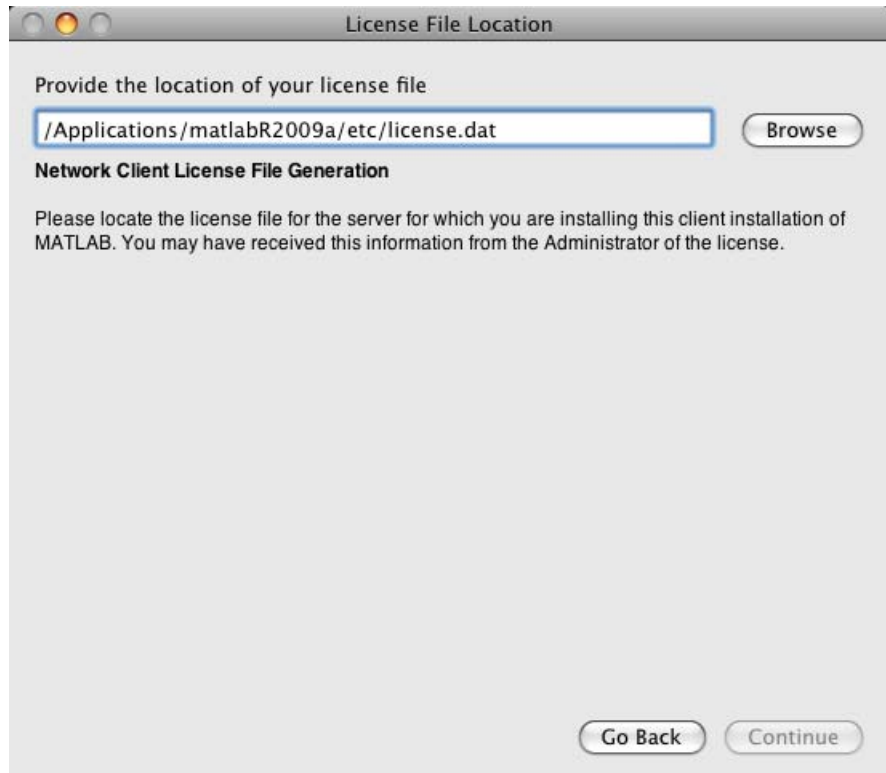 License File Location
Provide the location of your license file
/Applications/matlabR2009a/etc/license.dat
Browse
Network Client License File Generation
Please locate the license file for the server for which you are installing this client installation of
MATLAB. You may have received this information from the Administrator of the license.
Go Back
Continue